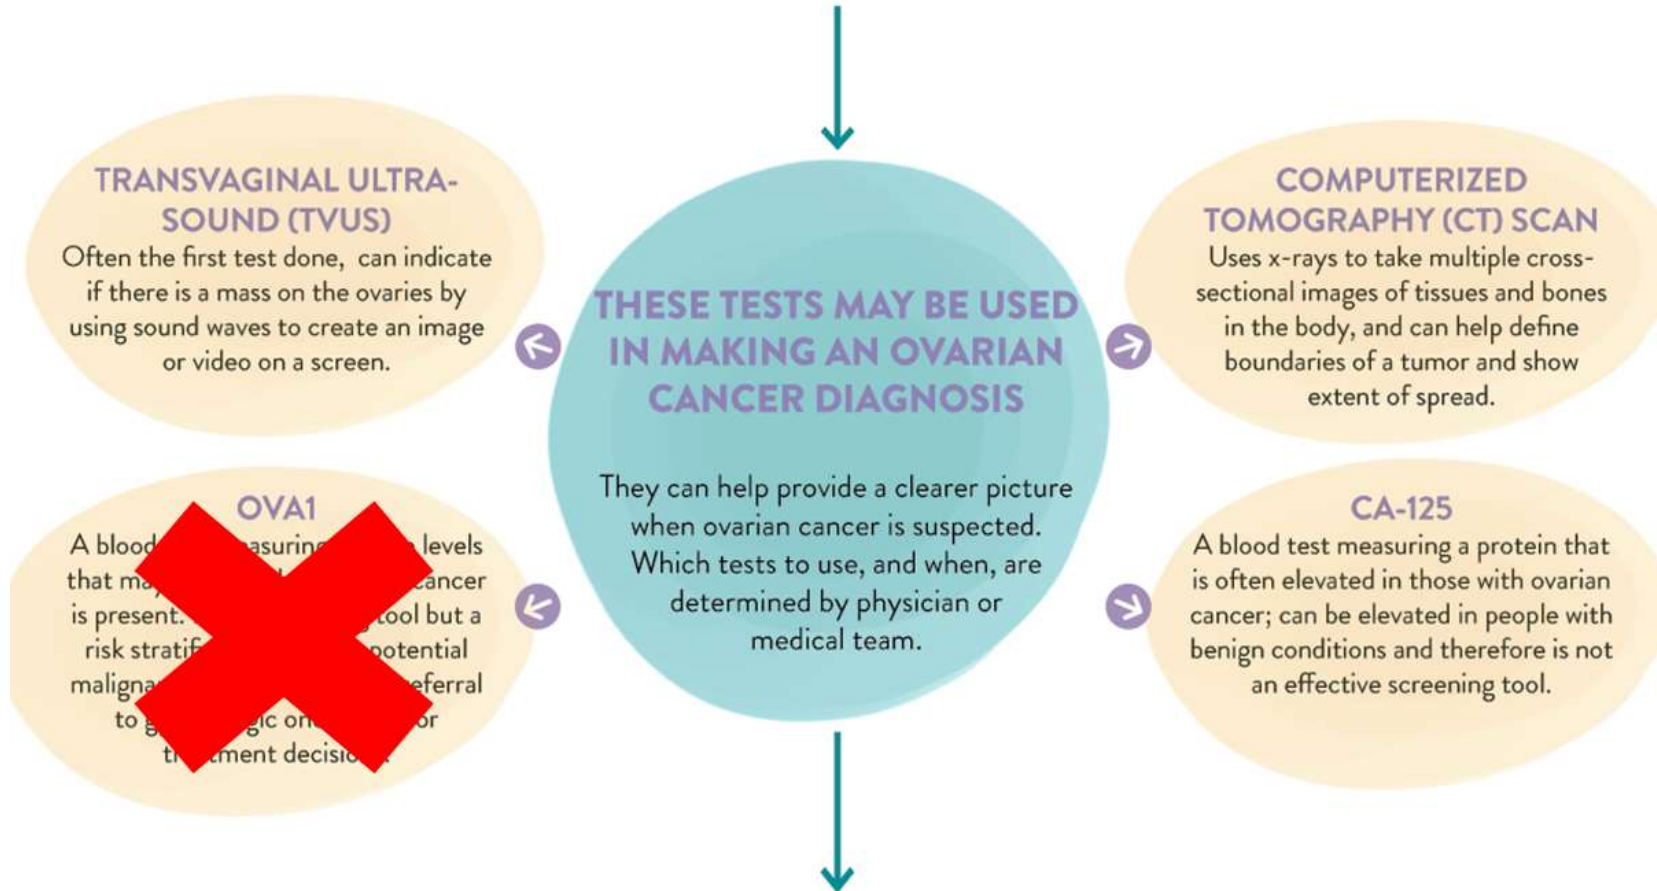 TRANSVAGINAL ULTRA-
SOUND (TVUS)
Often the first test done, can indicate
if there is a mass on the ovaries by
using sound waves to create an image
or video on a screen.
OVA1
A blood levels
that may cancer
is present. tool but a
risk potential
to or
decision
THESE TESTS MAY BE USED
IN MAKING AN OVARIAN
CANCER DIAGNOSIS
They can help provide a clearer picture
when ovarian cancer is suspected.
Which tests to use, and when, are
determined by physician or
medical team.
COMPUTERIZED
TOMOGRAPHY (CT) SCAN
Uses x-rays to take multiple cross-
sectional images of tissues and bones
in the body, and can help define
boundaries of a tumor and show
extent of spread.
CA-125
A blood test measuring a protein that
is often elevated in those with ovarian
cancer; can be elevated in people with
benign conditions and therefore is not
an effective screening tool.